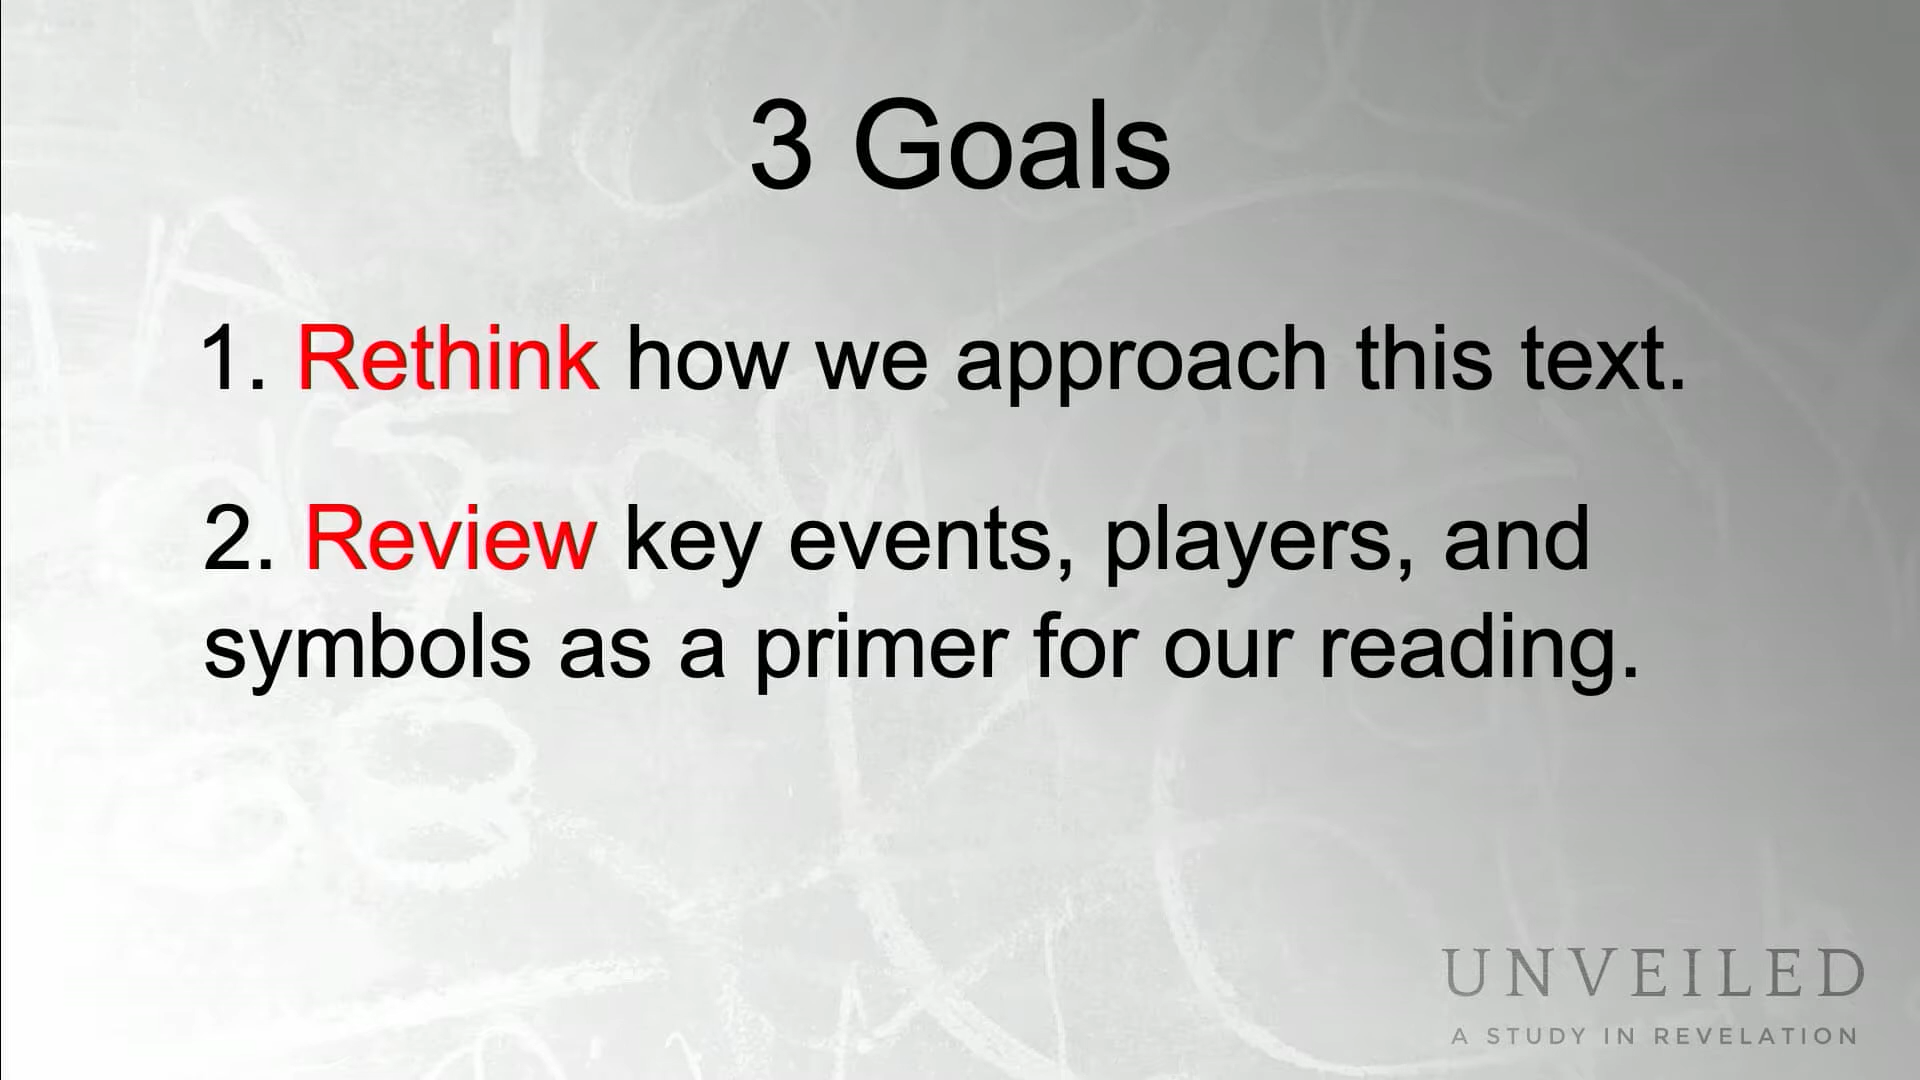 3 Goals
1. Rethink how we approach this text.
2. Review key events, players, and
symbols as a primer for our reading.
UNVEILED
A STUDY IN REVELATION